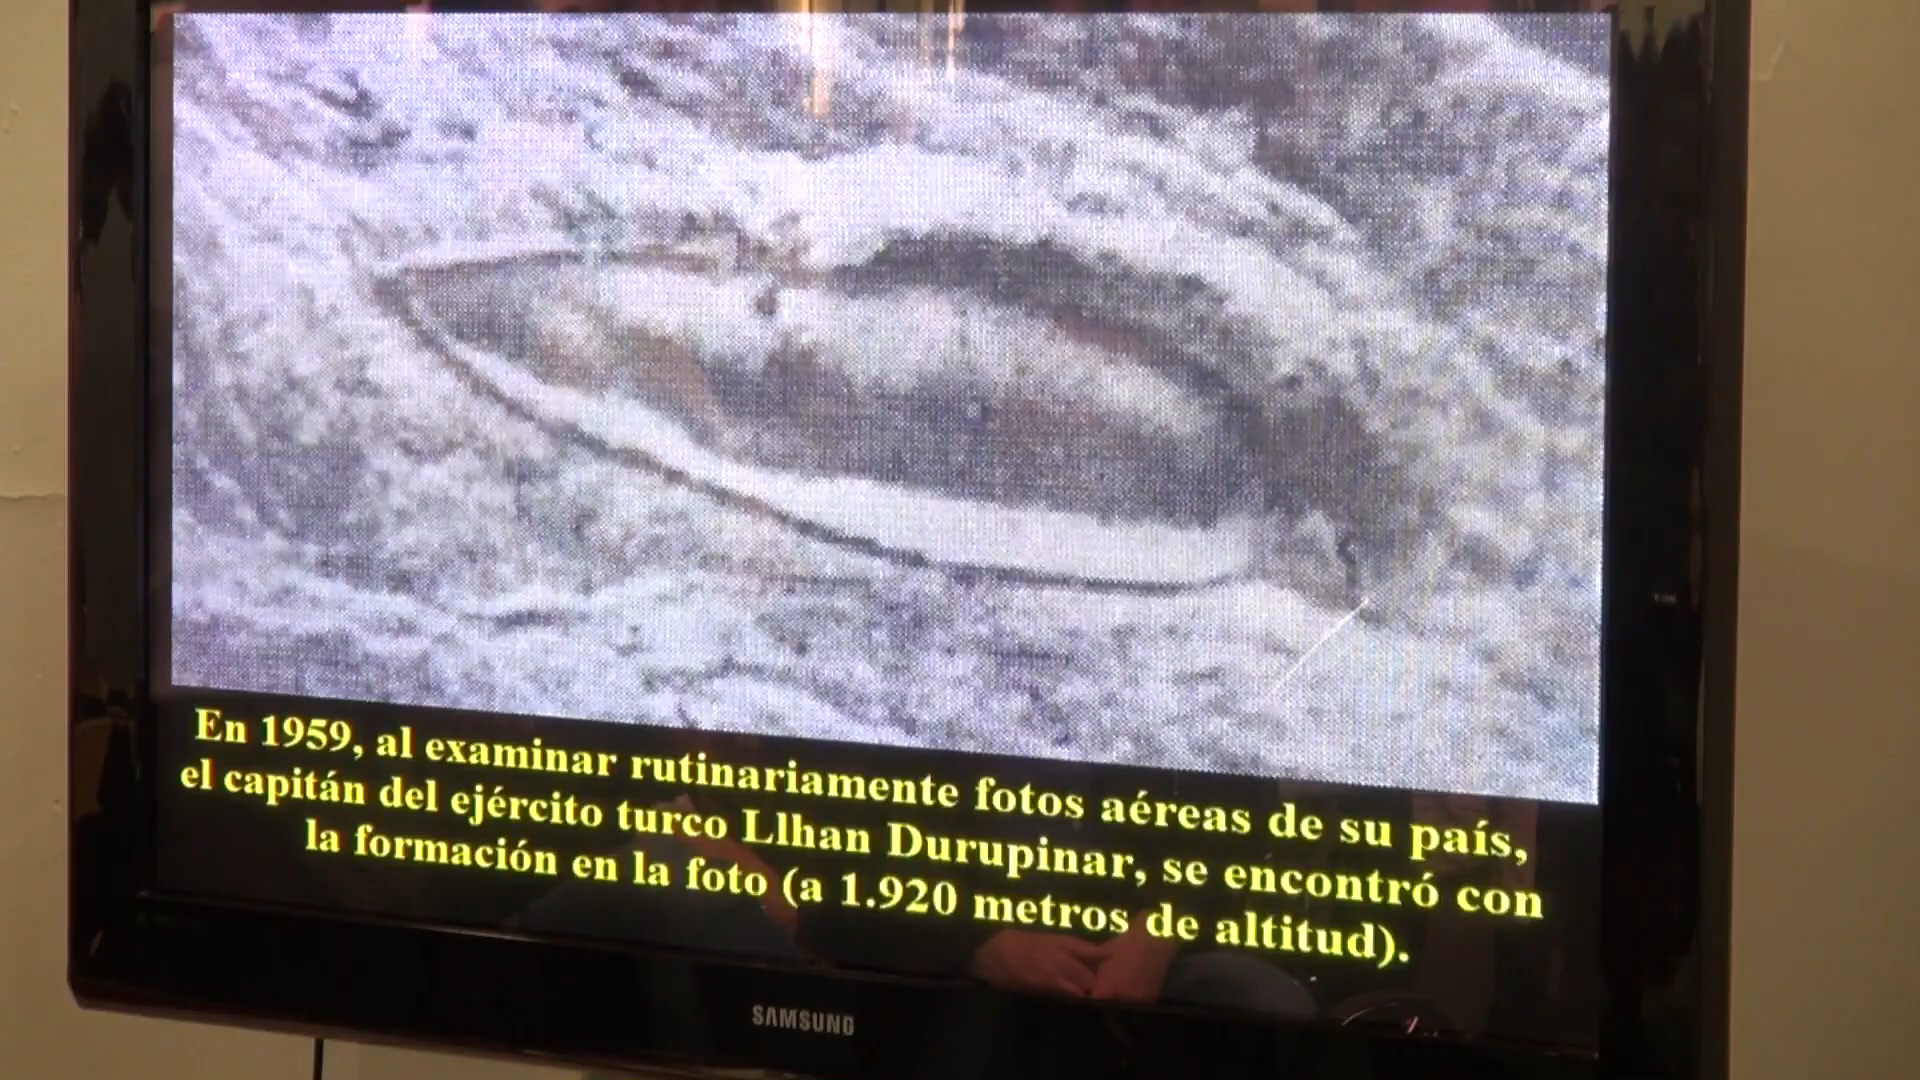 En 1959, al examinar rutinariamente fotos aéreas de su país,
el capitán del ejército turco Llhan Durupinar, se encontró con
la formación en la foto (a 1.920 metros de altitud).
SAMSUNG